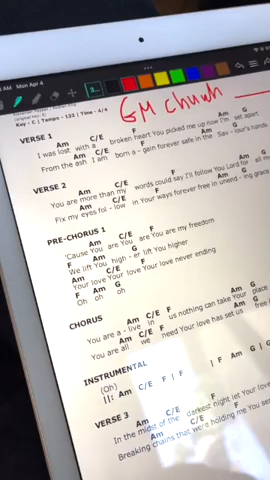 AM Mon Apr 4
3...
GM Church
Key - C | Tempo - 132 | Time - 4/4
VERSE 1
Am C/E F Am G
I was lost with a broken heart You picked me up now I'm set apart
Am C/E F Am G
From the ash I am born a - gain forever safe in the Sav - iour's hands
VERSE 2
Am C/E F Am G
You are more than my words could say I'll follow You Lord for all
Am C/E F Am G
Fix my eyes fol - low in Your ways forever free in unend - ing grace
PRE-CHORUS 1
Am C/E F
'Cause You are You are You are my freedom
F Am G
We lift You high - er lift You higher
Am C/E F
Your love Your love Your love never ending
F Am G
Oh oh oh
CHORUS
Am C/E F Am G
You are a - live in us nothing can take Your place
Am C/E F Am G
You are all we need Your love has set us free
INSTRUMENTAL
(Oh)
||: Am C/E F | F | F Am G | G
VERSE 3
Am C/E F
In the midst of the darkest night let Your love
Am C/E F
Breaking chains that were holding me You